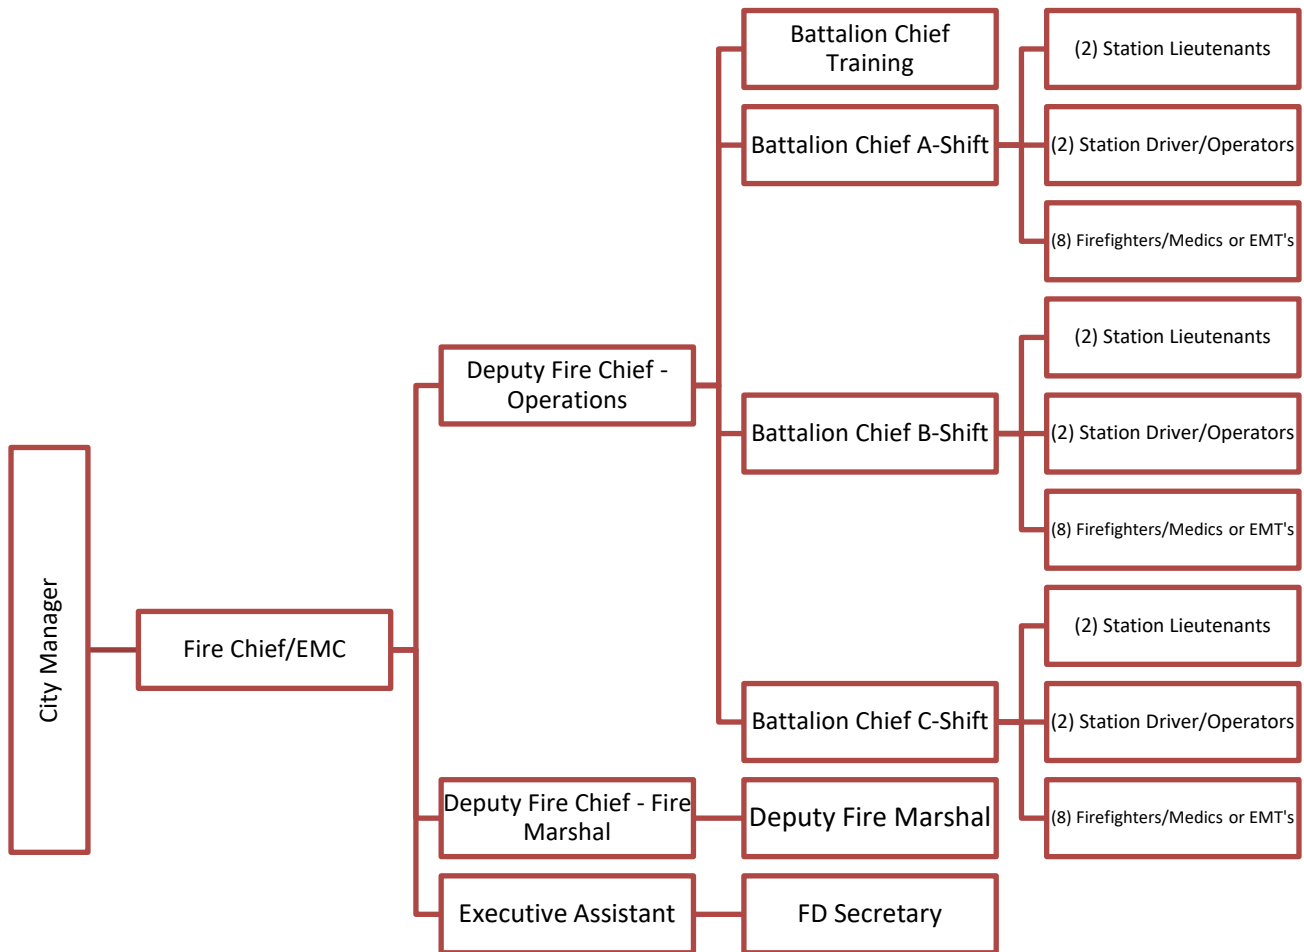 City Manager
Fire Chief/EMC
Deputy Fire Chief -
Operations
Battalion Chief
Training
Battalion Chief A-Shift
(2) Station Lieutenants
(2) Station Driver/Operators
(8) Firefighters/Medics or EMT's
Battalion Chief B-Shift
(2) Station Lieutenants
(2) Station Driver/Operators
(8) Firefighters/Medics or EMT's
Battalion Chief C-Shift
(2) Station Lieutenants
(2) Station Driver/Operators
(8) Firefighters/Medics or EMT's
Deputy Fire Chief - Fire
Marshal
Deputy Fire Marshal
Executive Assistant
FD Secretary